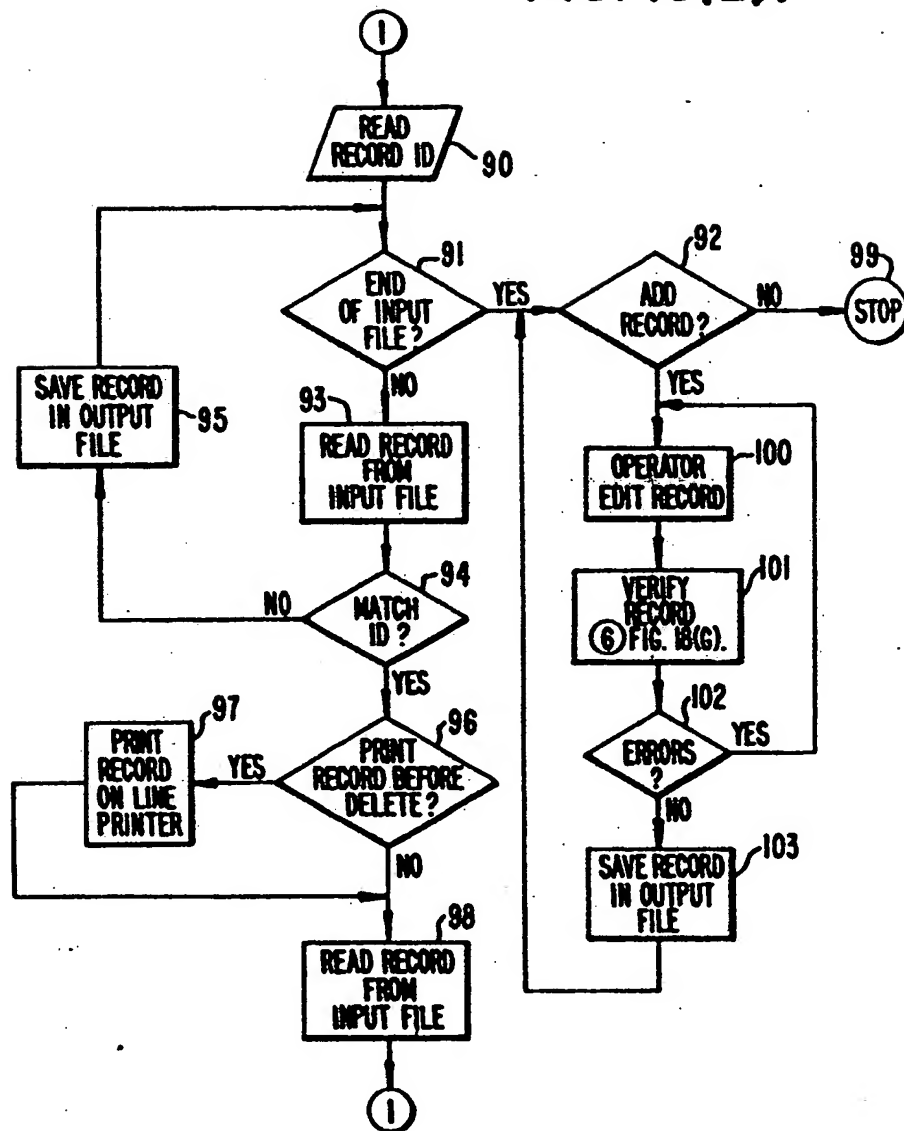 1
READ
RECORD ID
90
91
END
OF INPUT
FILE?
YES
NO
92
ADD
RECORD?
NO
YES
99
STOP
SAVE RECORD
IN OUTPUT
FILE
95
93
READ RECORD
FROM
INPUT FILE
OPERATOR
EDIT RECORD
100
94
MATCH
ID?
NO
YES
VERIFY
RECORD
6 FIG. 18(G).
101
102
ERRORS
?
YES
NO
97
PRINT
RECORD
ON LINE
PRINTER
96
PRINT
RECORD BEFORE
DELETE?
YES
NO
103
SAVE RECORD
IN OUTPUT
FILE
98
READ RECORD
FROM
INPUT FILE
1